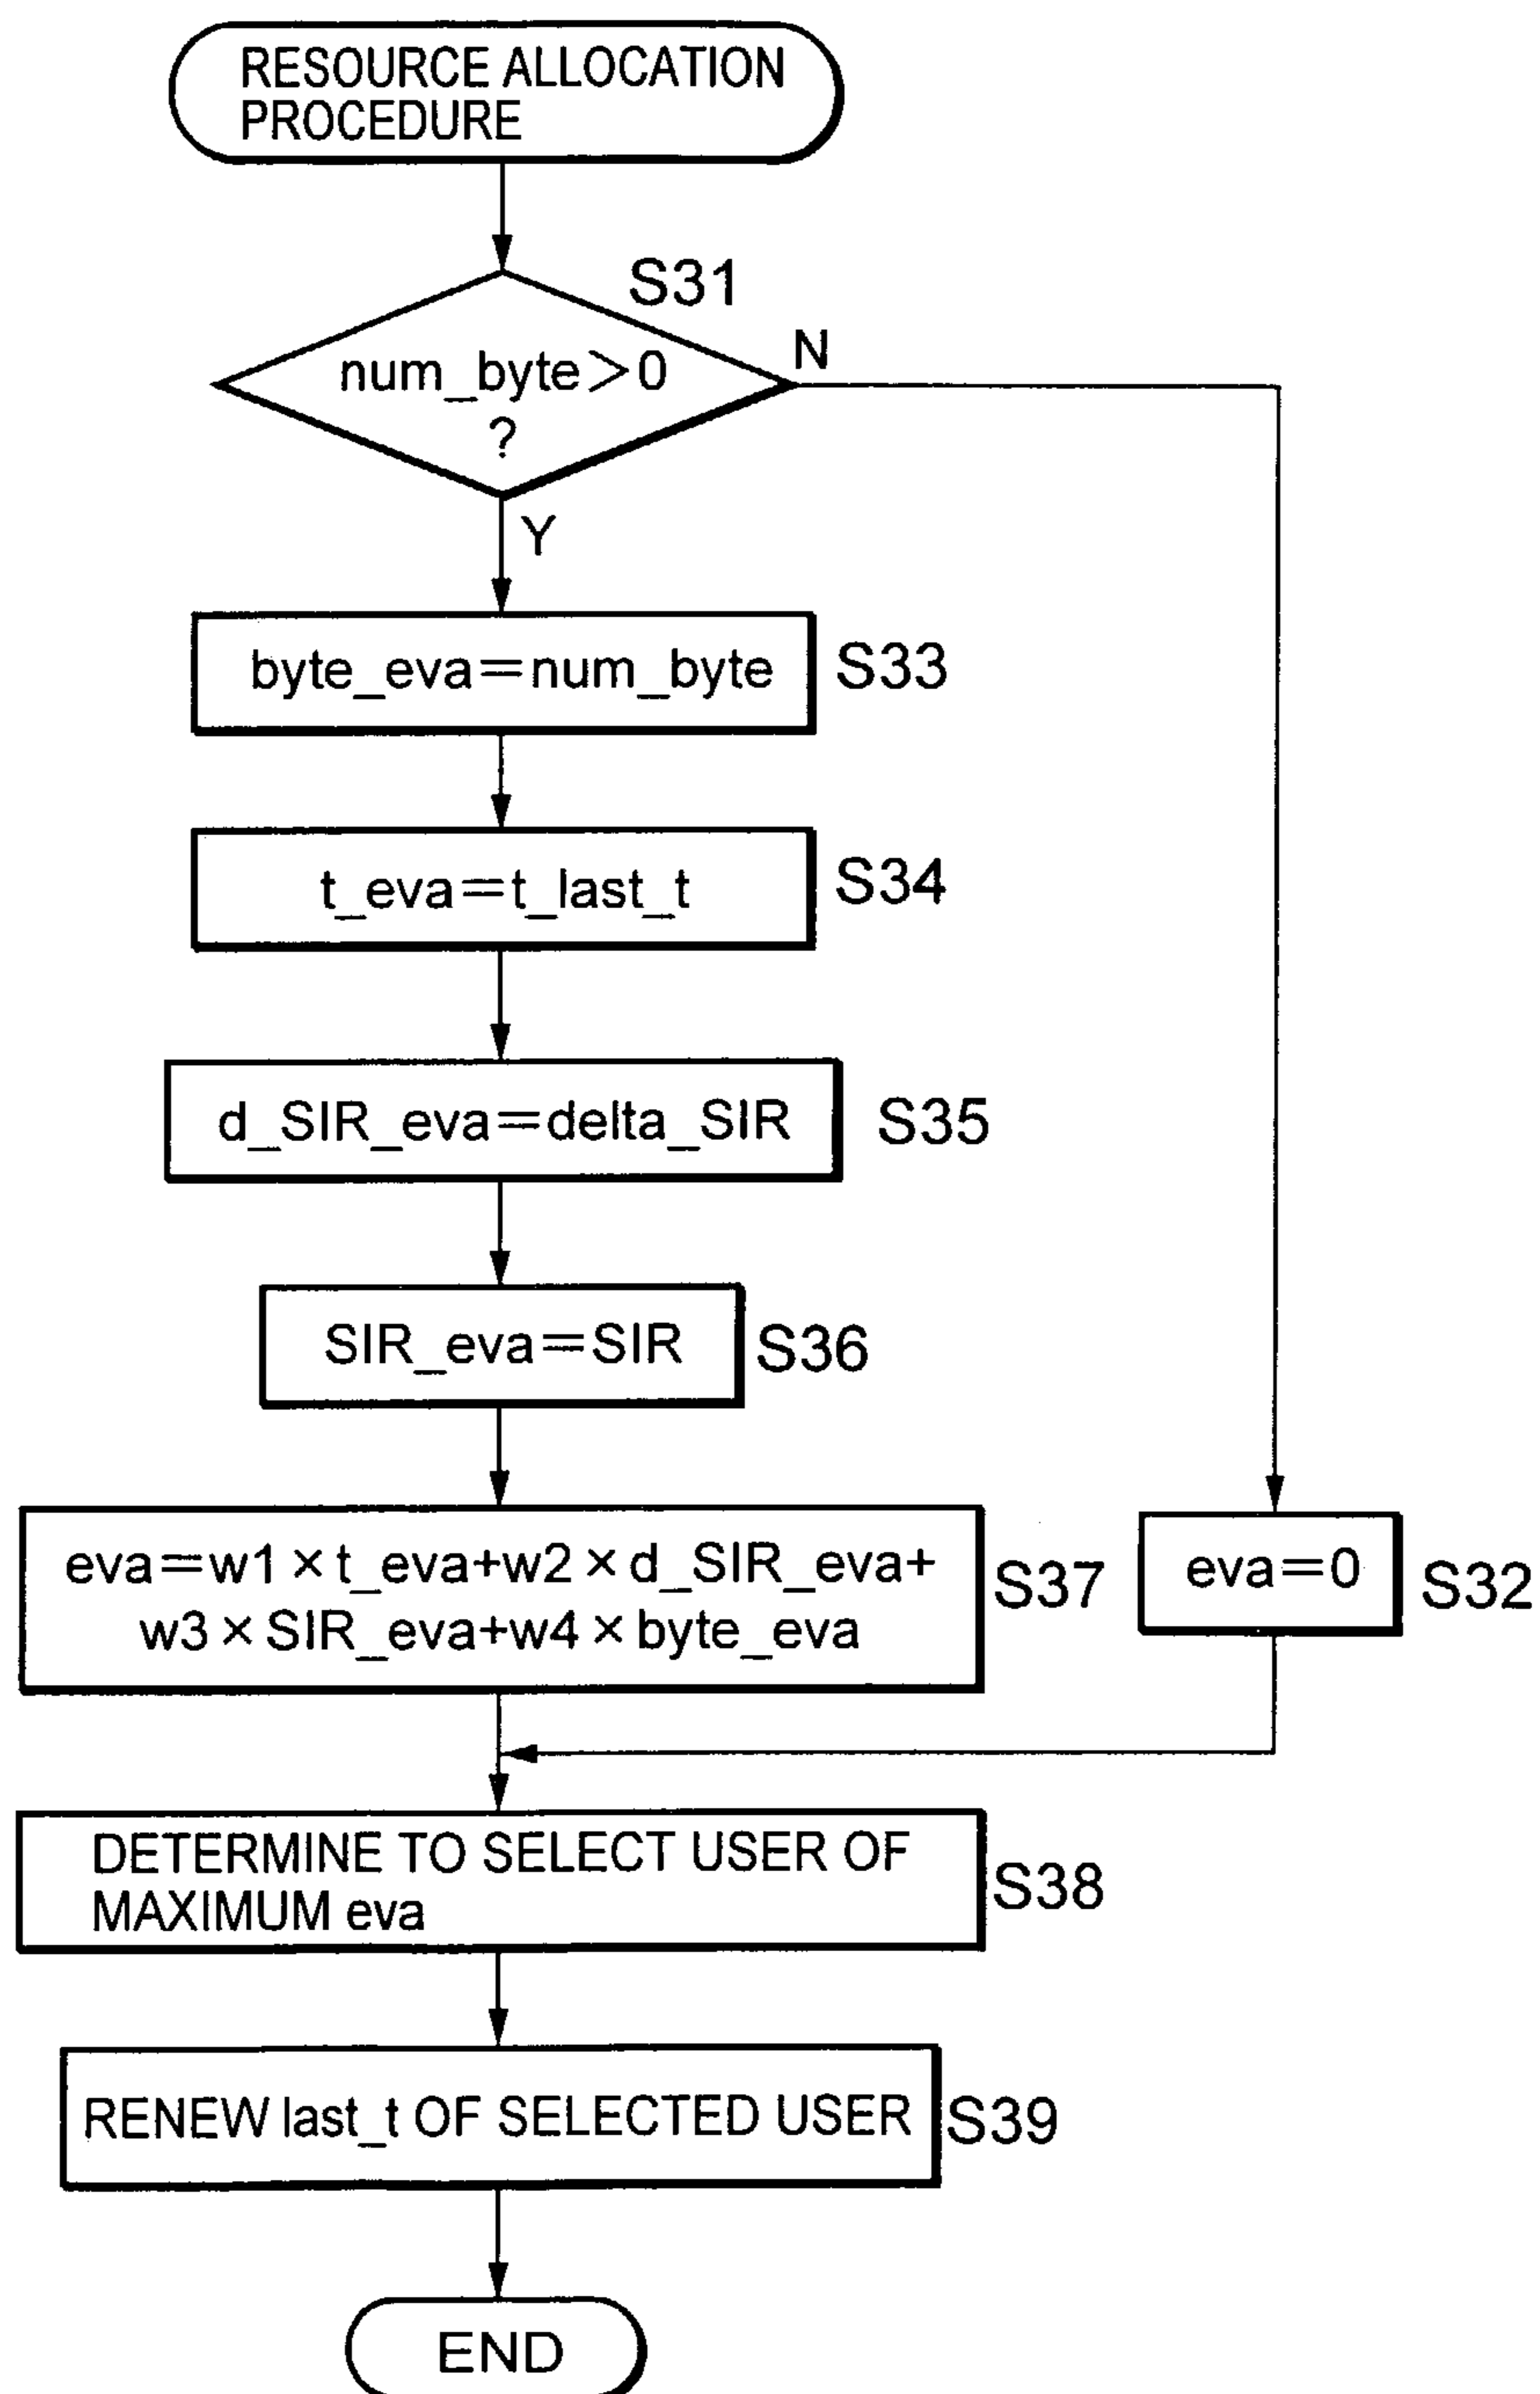 RESOURCE ALLOCATION
PROCEDURE
S31
num_byte>0
?
N
Y
byte_eva=num_byte
S33
t_eva=t_last_t
S34
d_SIR_eva=delta_SIR
S35
SIR_eva=SIR
S36
eva=w1×t_eva+w2×d_SIR_eva+
w3×SIR_eva+w4×byte_eva
S37
eva=0
S32
DETERMINE TO SELECT USER OF
MAXIMUM eva
S38
RENEW last_t OF SELECTED USER
S39
END